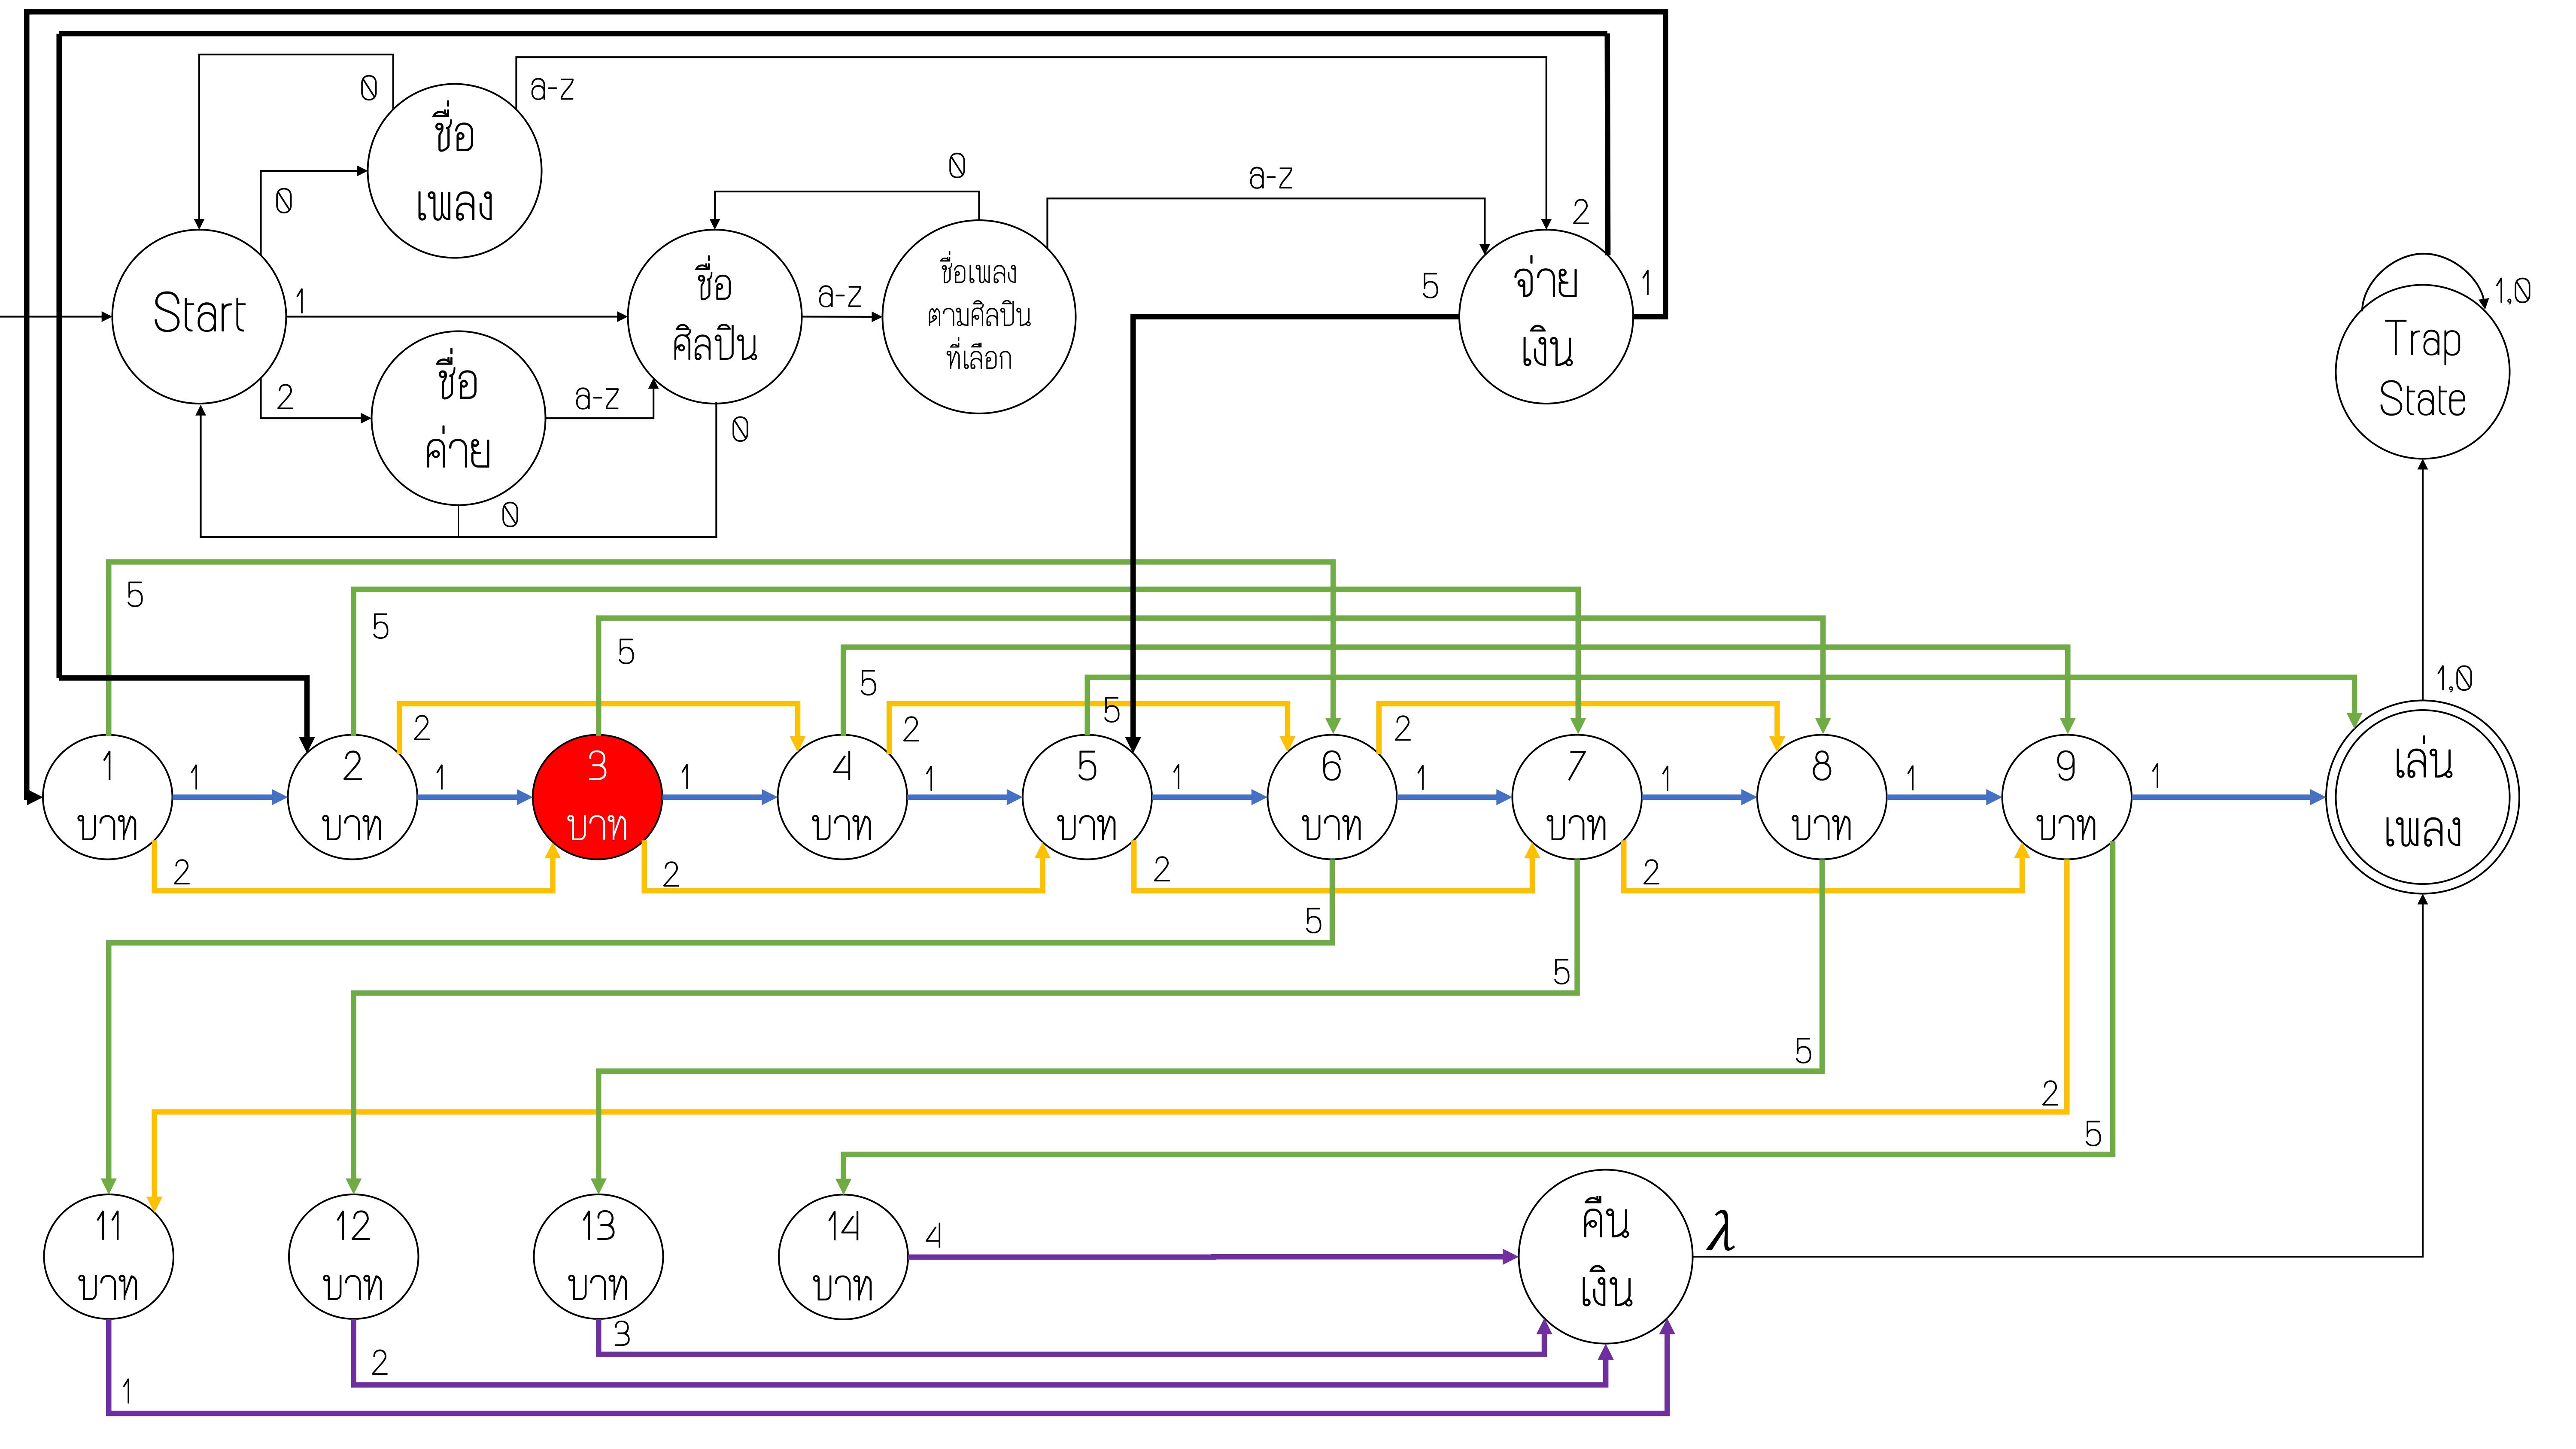 0
a-z
ชื่อ
เพลง
0
a-z
0
2
Start
1
ชื่อ
ศิลปิน
a-z
ชื่อเพลง
ตามศิลปิน
ที่เลือก
5
จ่าย
เงิน
1
1,0
Trap
State
2
ชื่อ
ค่าย
a-z
0
0
5
5
5
5
5
1,0
2
2
2
1
บาท
1
2
บาท
1
3
บาท
1
4
บาท
1
5
บาท
1
6
บาท
1
7
บาท
1
8
บาท
1
9
บาท
1
เล่น
เพลง
2
2
2
2
5
5
5
2
5
11
บาท
12
บาท
13
บาท
14
บาท
4
คืน
เงิน
λ
3
2
1